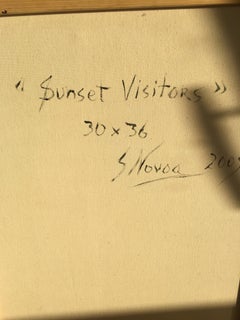 "Sunset Visitors"
30 x 36
S Novoa